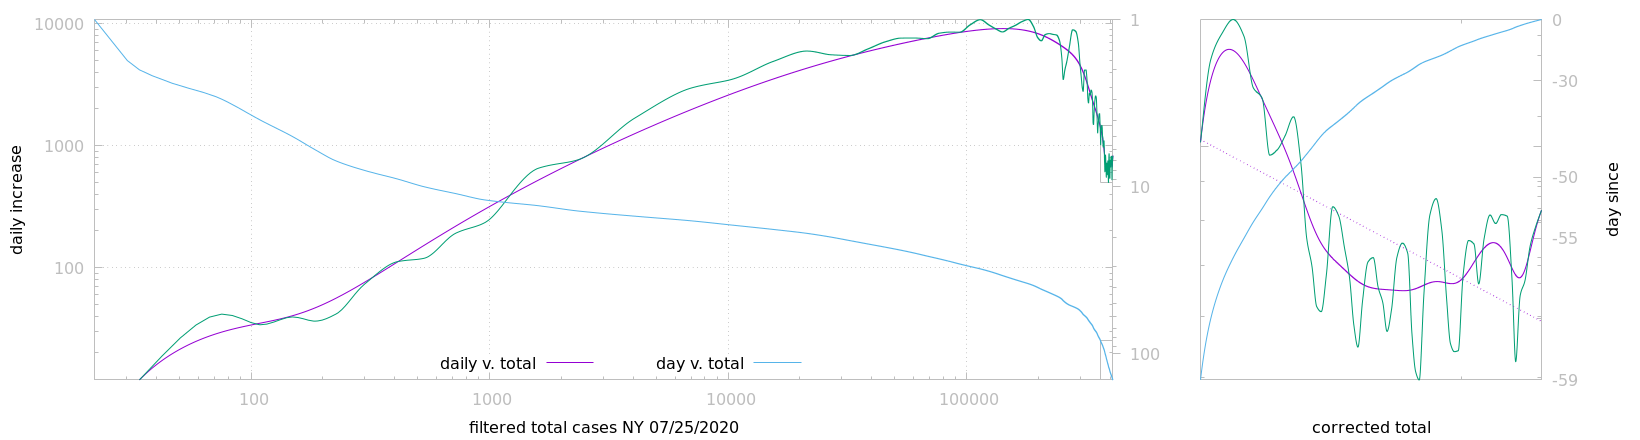 10000
1000
100
daily increase
1
10
100
daily v. total
day v. total
100
1000
10000
100000
filtered total cases NY 07/25/2020
0
-30
-50
-55
-59
day since
corrected total